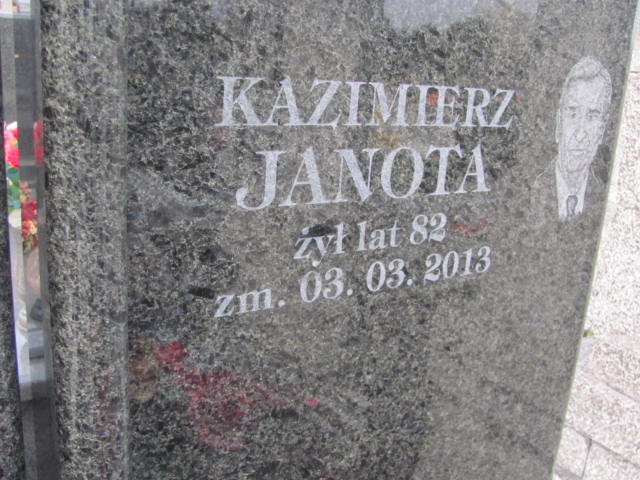 KAZIMIERZ
JANOTA
żył lat 82
zm. 03. 03. 2013